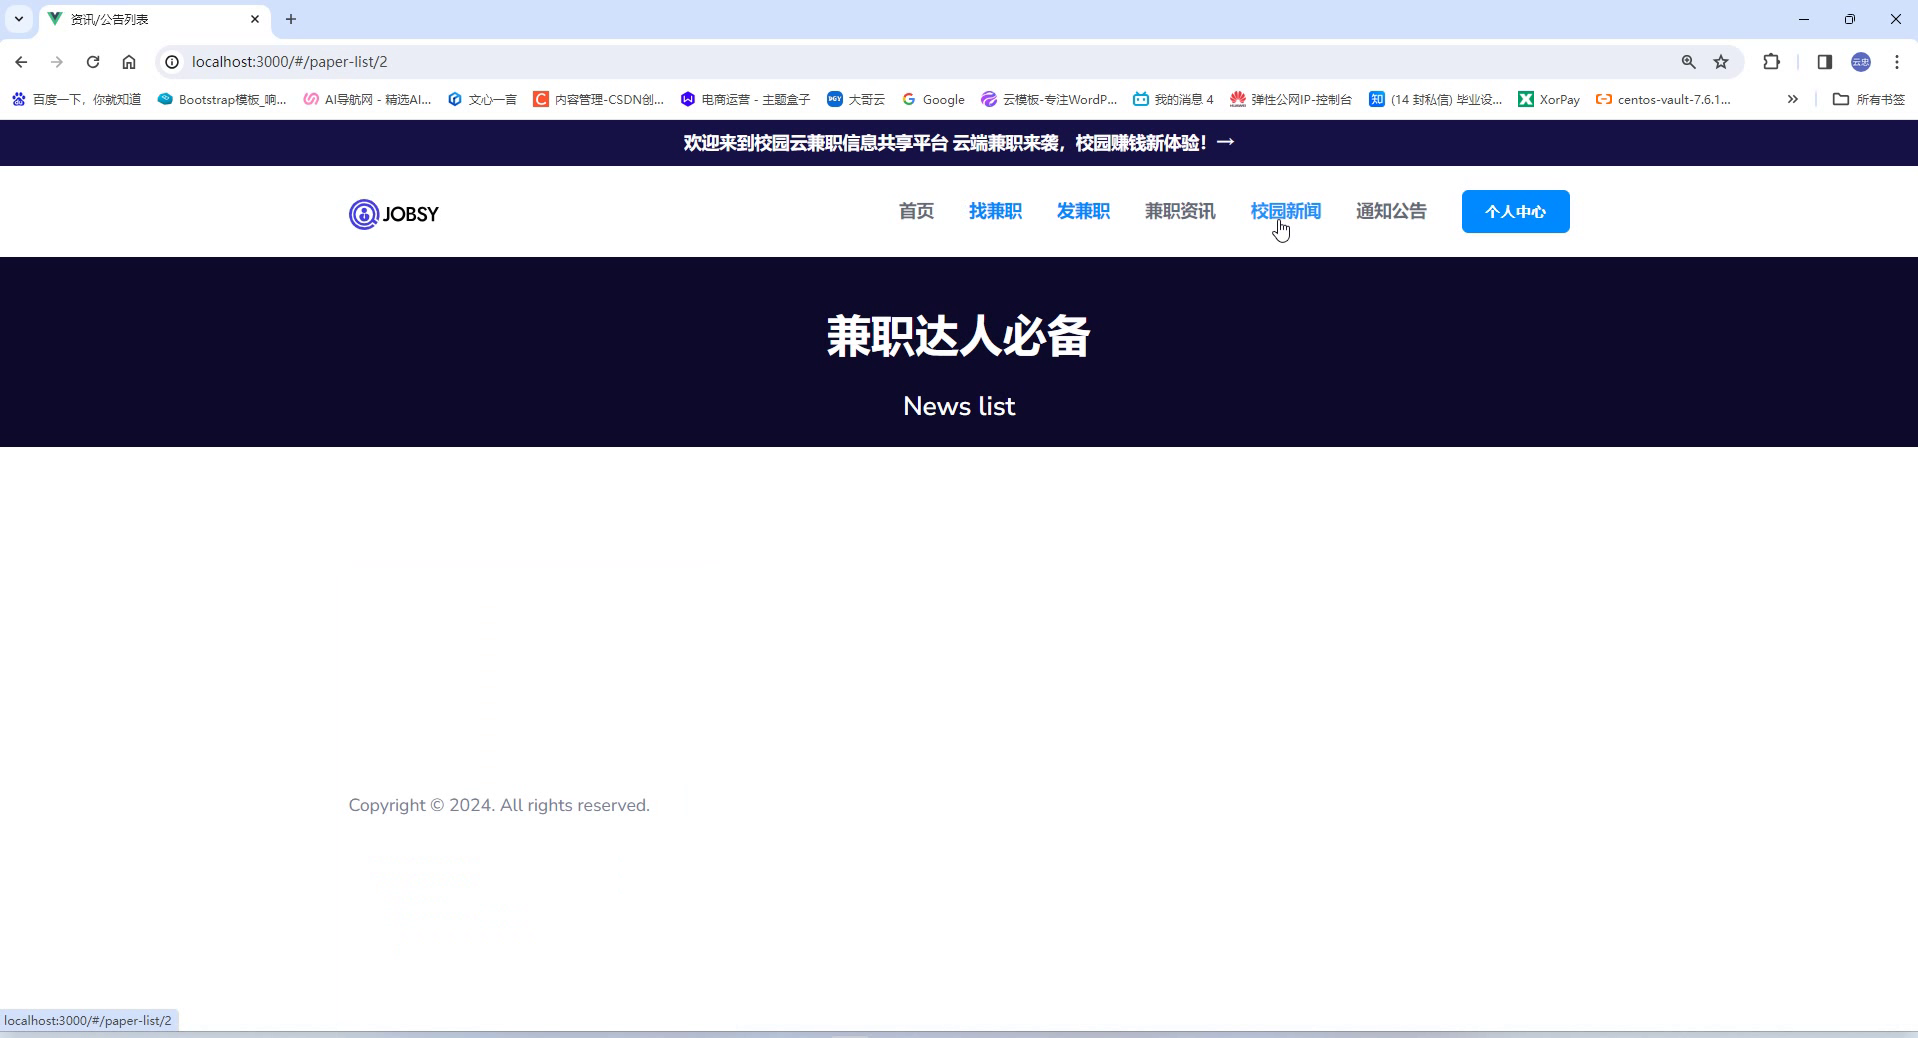 资讯/公告列表
localhost:3000/#/paper-list/2
百度一下，你就知道 Bootstrap模板_响... AI导航网 - 精选AI... 文心一言 内容管理-CSDN创... 电商运营 - 主题盒子 大哥云 Google 云模板-专注WordP... 我的消息 4 弹性公网IP-控制台 (14 封私信) 毕业设... XorPay centos-vault-7.6.1... 所有书签
欢迎来到校园云兼职信息共享平台 云端兼职来袭，校园赚钱新体验！→
JOBSY 首页 找兼职 发兼职 兼职资讯 校园新闻 通知公告 个人中心
兼职达人必备
News list
Copyright © 2024. All rights reserved.
localhost:3000/#/paper-list/2